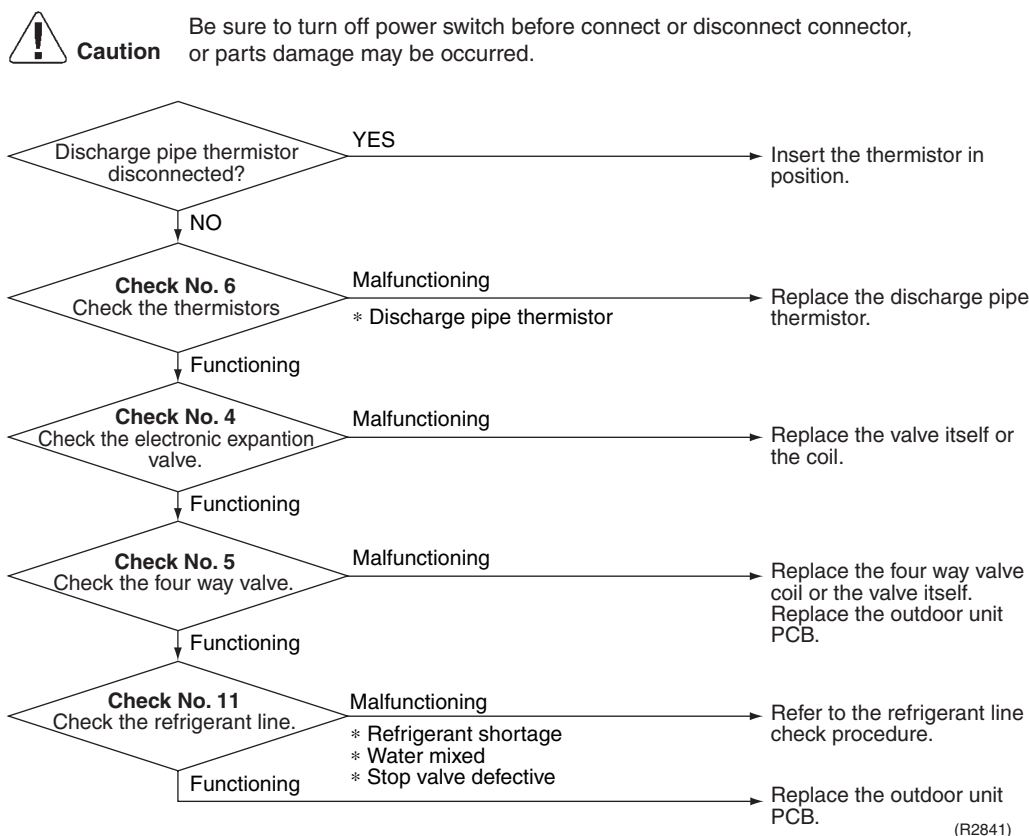 Caution
Be sure to turn off power switch before connect or disconnect connector,
or parts damage may be occurred.
Discharge pipe thermistor
disconnected?
YES
Insert the thermistor in
position.
NO
Check No. 6
Check the thermistors
Malfunctioning
∗ Discharge pipe thermistor
Replace the discharge pipe
thermistor.
Functioning
Check No. 4
Check the electronic expantion
valve.
Malfunctioning
Replace the valve itself or
the coil.
Functioning
Check No. 5
Check the four way valve.
Malfunctioning
Replace the four way valve
coil or the valve itself.
Replace the outdoor unit
PCB.
Functioning
Check No. 11
Check the refrigerant line.
Malfunctioning
∗ Refrigerant shortage
∗ Water mixed
∗ Stop valve defective
Refer to the refrigerant line
check procedure.
Functioning
Replace the outdoor unit
PCB.
(R2841)